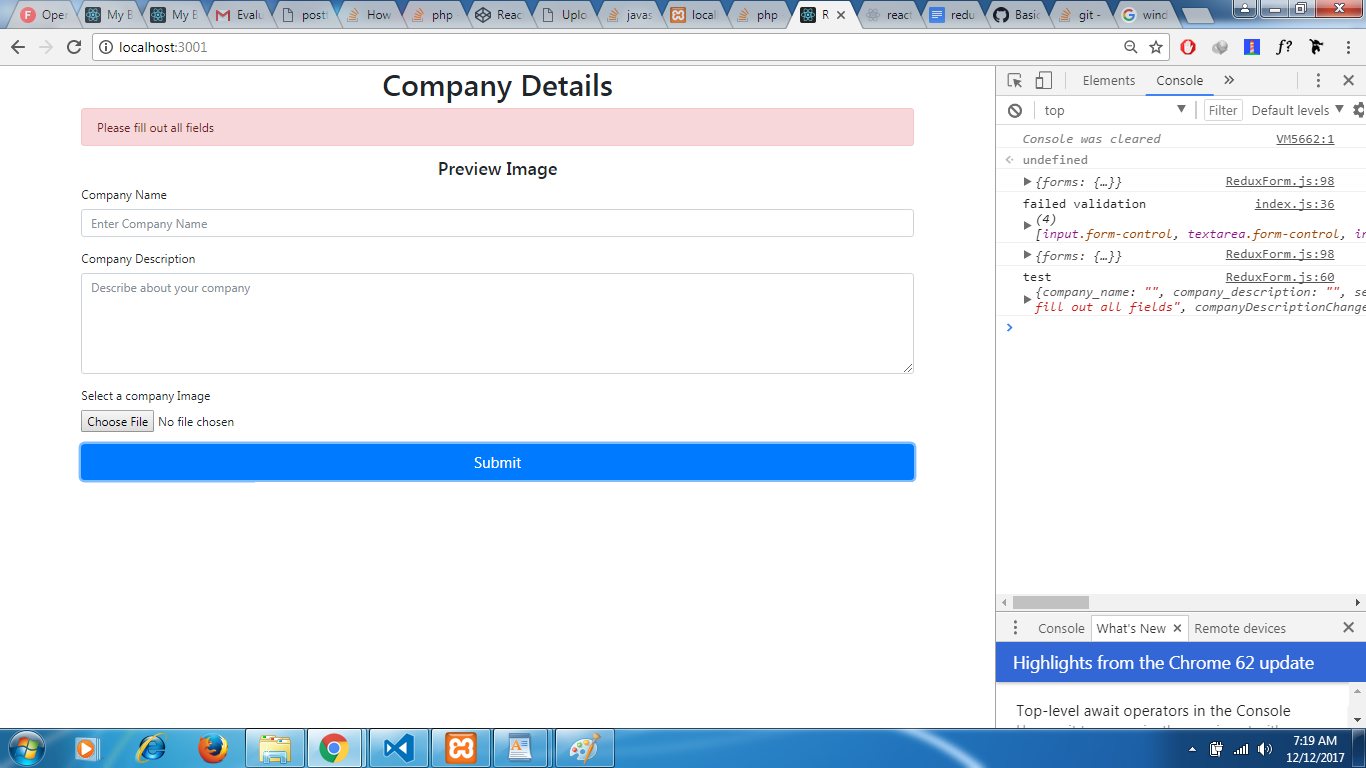 Open
My B
My B
Evalu
post
How
php
Reac
Uplo
javas
local
php
R
react
redu
Basic
git -
wind
localhost:3001
f?
Company Details
Please fill out all fields
Preview Image
Company Name
Enter Company Name
Company Description
Describe about your company
Select a company Image
Choose File No file chosen
Submit
Elements Console »
top Filter Default levels
Console was cleared VM5662:1
undefined
{forms: {…}} ReduxForm.js:98
failed validation index.js:36
(4)
[input.form-control, textarea.form-control, in
{forms: {…}} ReduxForm.js:98
test ReduxForm.js:60
{company_name: "", company_description: "", se
fill out all fields", companyDescriptionChange
Console What's New Remote devices
Highlights from the Chrome 62 update
Top-level await operators in the Console
7:19 AM
12/12/2017